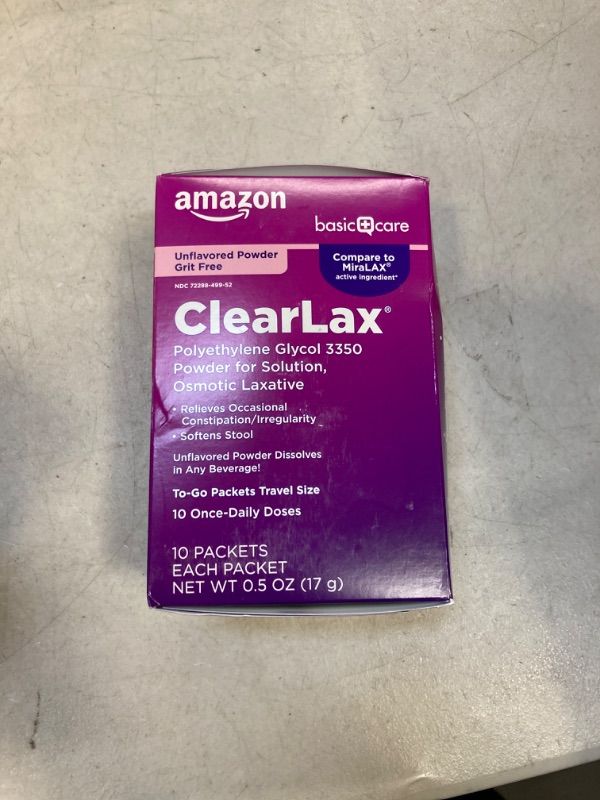 amazon
basic care
Unflavored Powder
Grit Free
Compare to
MiraLAX®
active ingredient*
NDC 72288-499-52
ClearLax®
Polyethylene Glycol 3350
Powder for Solution,
Osmotic Laxative
• Relieves Occasional
Constipation/Irregularity
• Softens Stool
Unflavored Powder Dissolves
in Any Beverage!
To-Go Packets Travel Size
10 Once-Daily Doses
10 PACKETS
EACH PACKET
NET WT 0.5 OZ (17 g)